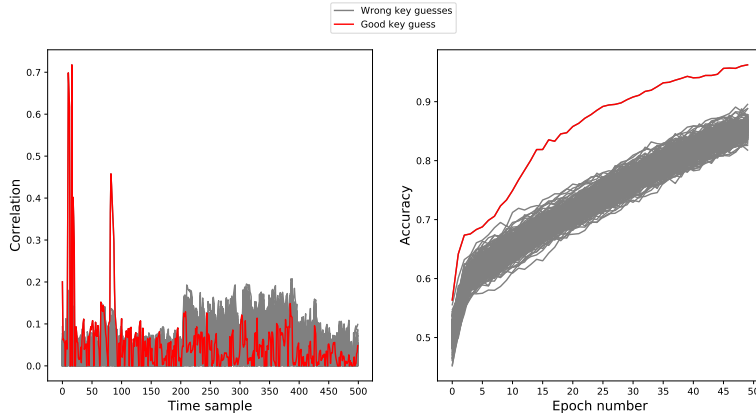 Wrong key guesses
Good key guess
0.7
0.6
0.5
0.4
0.3
0.2
0.1
0.0
Correlation
0 50 100 150 200 250 300 350 400 450 500
Time sample
0.9
0.8
0.7
0.6
0.5
Accuracy
0 5 10 15 20 25 30 35 40 45 50
Epoch number